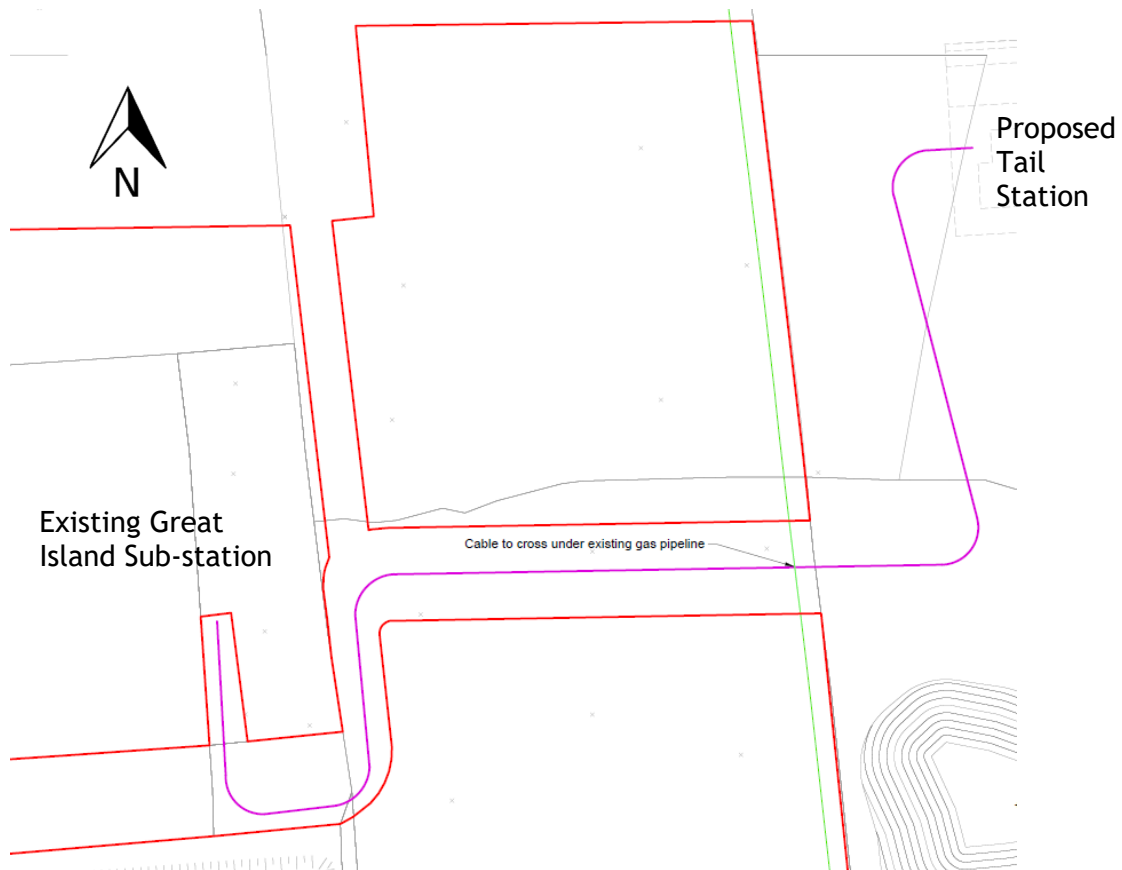 Proposed
Tail
Station
N
Existing Great
Island Sub-station
Cable to cross under existing gas pipeline